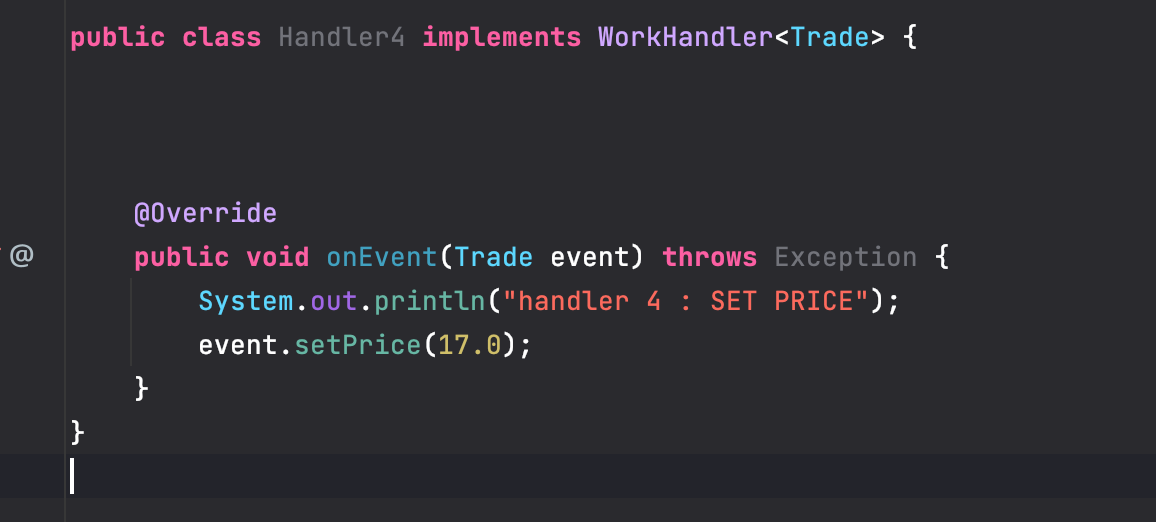 public class Handler4 implements WorkHandler<Trade> {
@Override
@
public void onEvent(Trade event) throws Exception {
System.out.println("handler 4 : SET PRICE");
event.setPrice(17.0);
}
}